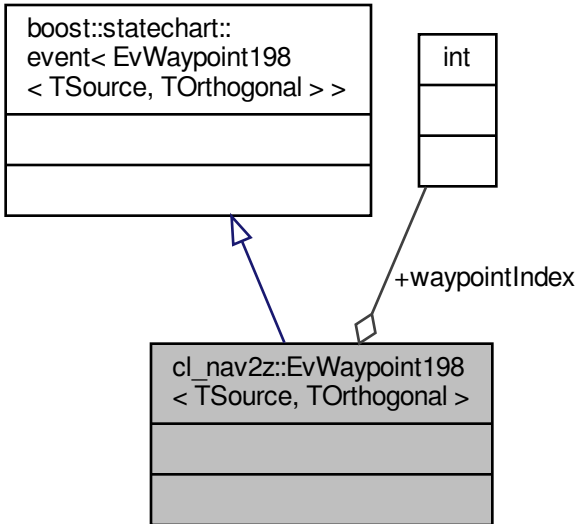 boost::statechart::
event< EvWaypoint198
< TSource, TOrthogonal > >
int
+waypointIndex
cl_nav2z::EvWaypoint198
< TSource, TOrthogonal >